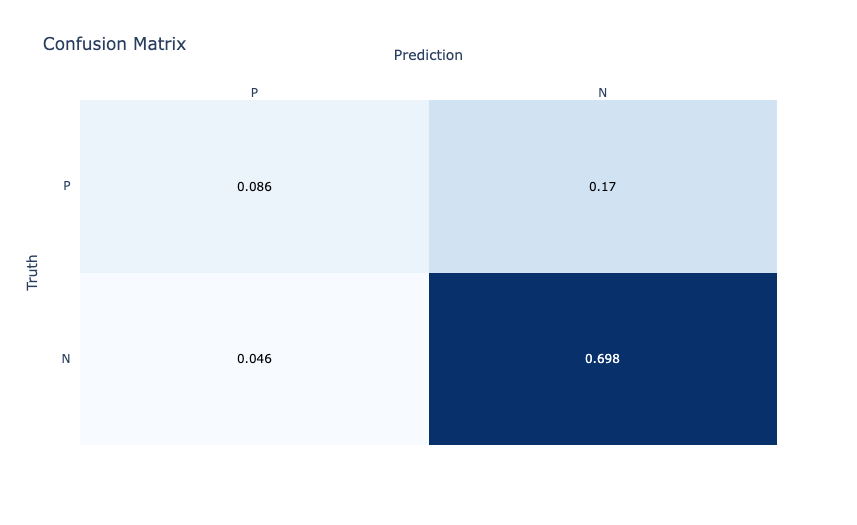 Confusion Matrix
Prediction
P N
P 0.086 0.17
Truth
N 0.046 0.698